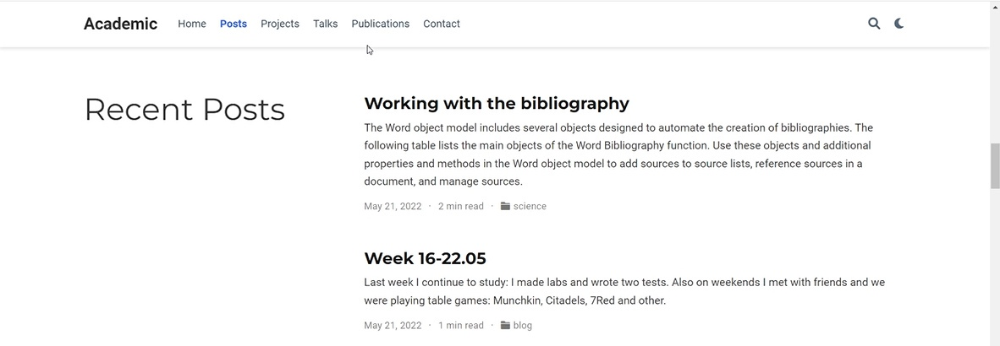 Academic Home Posts Projects Talks Publications Contact
Recent Posts
Working with the bibliography
The Word object model includes several objects designed to automate the creation of bibliographies. The
following table lists the main objects of the Word Bibliography function. Use these objects and additional
properties and methods in the Word object model to add sources to source lists, reference sources in a
document, and manage sources.
May 21, 2022 · 2 min read · science
Week 16-22.05
Last week I continue to study: I made labs and wrote two tests. Also on weekends I met with friends and we
were playing table games: Munchkin, Citadels, 7Red and other.
May 21, 2022 · 1 min read · blog